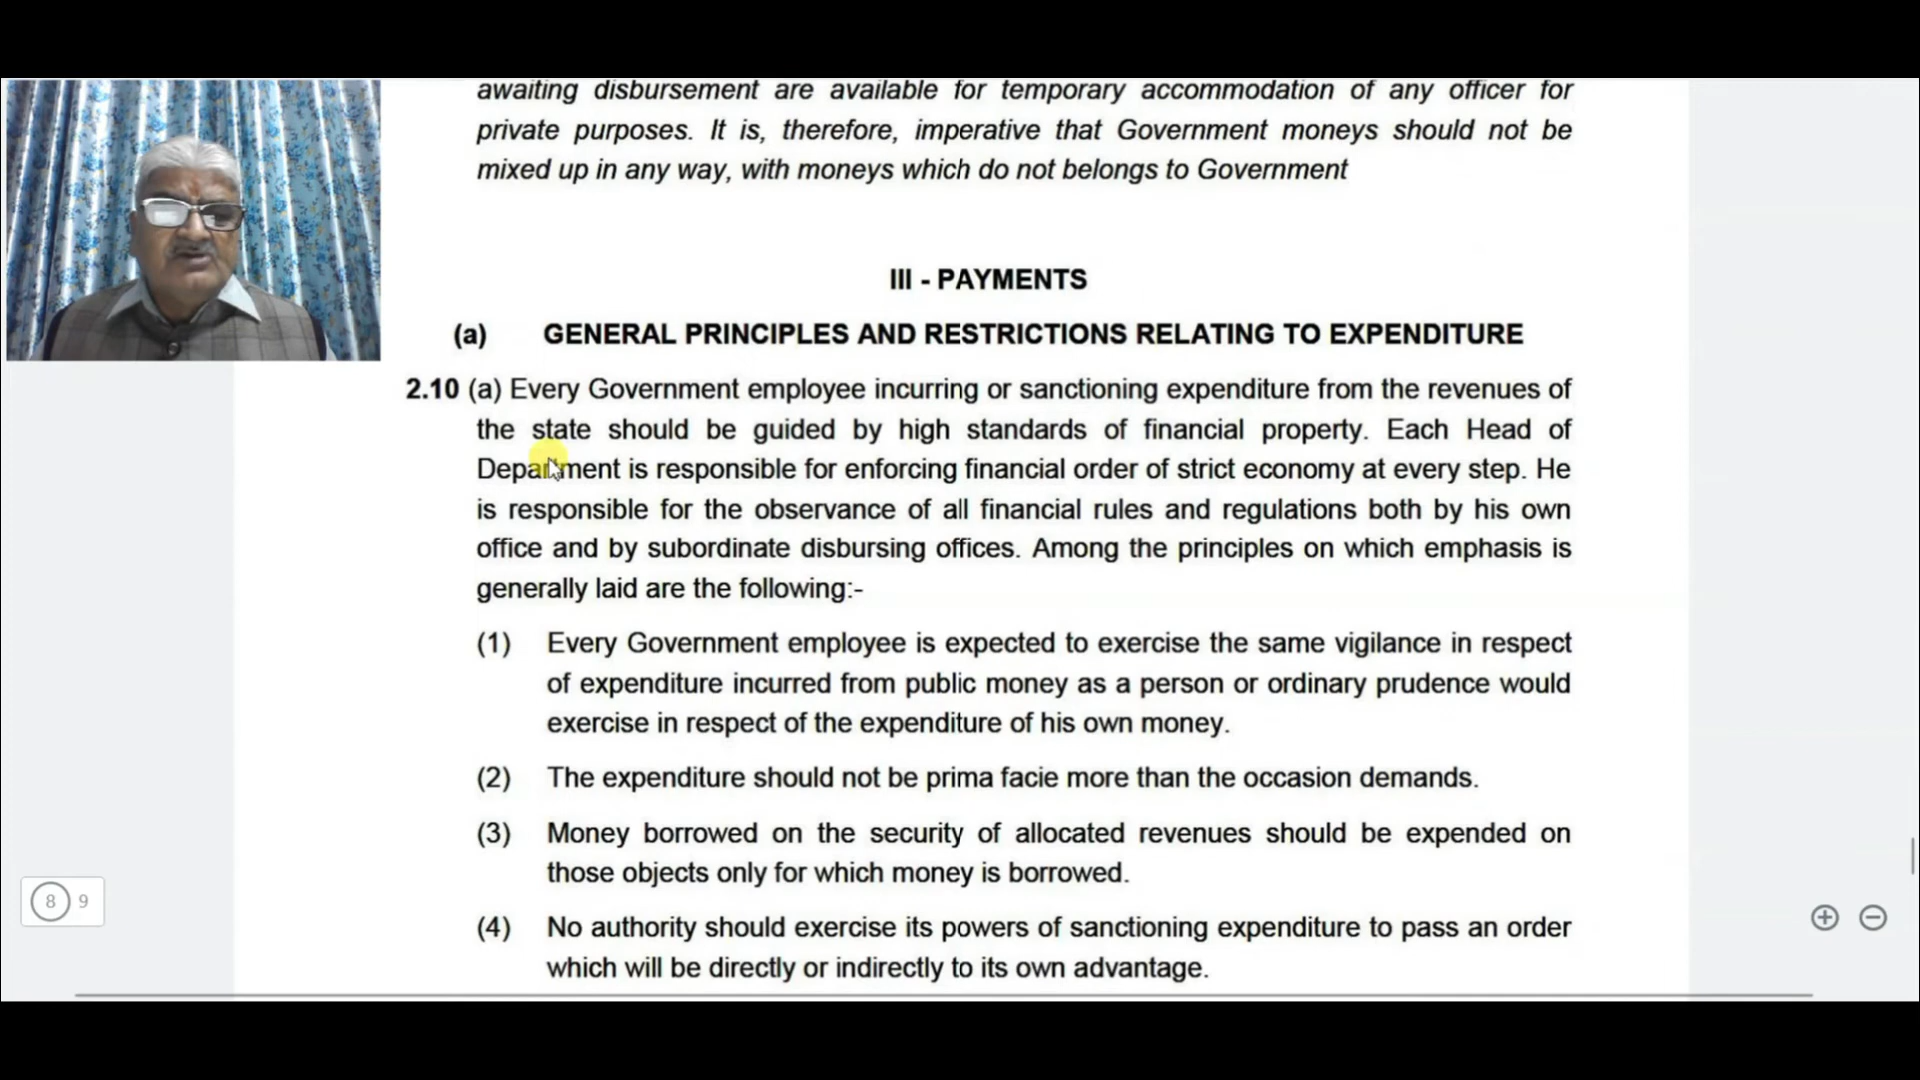 awaiting disbursement are available for temporary accommodation of any officer for
private purposes. It is, therefore, imperative that Government moneys should not be
mixed up in any way, with moneys which do not belongs to Government
III - PAYMENTS
(a) GENERAL PRINCIPLES AND RESTRICTIONS RELATING TO EXPENDITURE
2.10 (a) Every Government employee incurring or sanctioning expenditure from the revenues of
the state should be guided by high standards of financial property. Each Head of
Department is responsible for enforcing financial order of strict economy at every step. He
is responsible for the observance of all financial rules and regulations both by his own
office and by subordinate disbursing offices. Among the principles on which emphasis is
generally laid are the following:-
(1) Every Government employee is expected to exercise the same vigilance in respect
of expenditure incurred from public money as a person or ordinary prudence would
exercise in respect of the expenditure of his own money.
(2) The expenditure should not be prima facie more than the occasion demands.
(3) Money borrowed on the security of allocated revenues should be expended on
those objects only for which money is borrowed.
(4) No authority should exercise its powers of sanctioning expenditure to pass an order
which will be directly or indirectly to its own advantage.
8 9